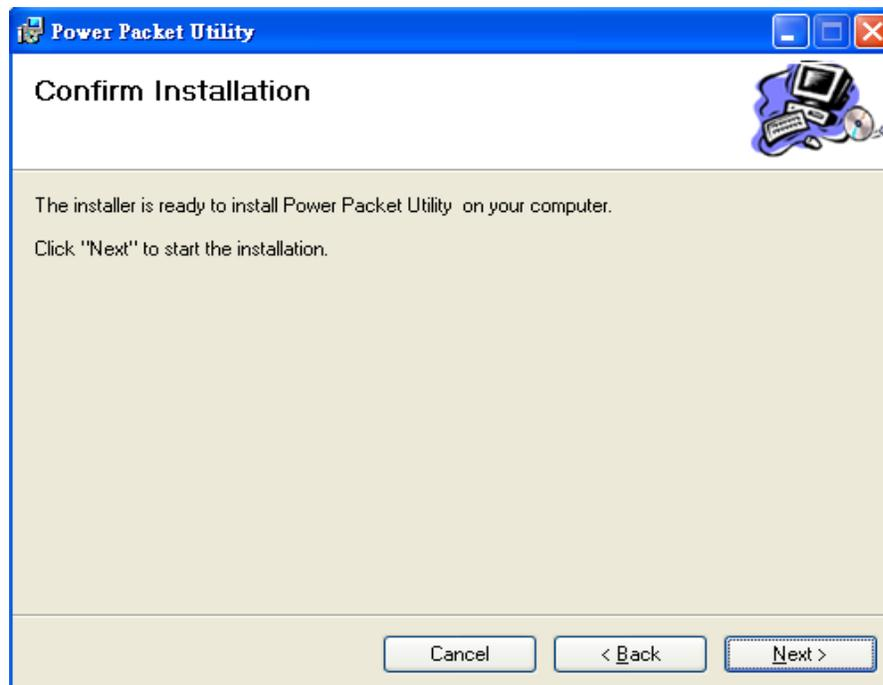 Power Packet Utility
Confirm Installation
The installer is ready to install Power Packet Utility  on your computer.
Click "Next" to start the installation.
Cancel
< Back
Next >